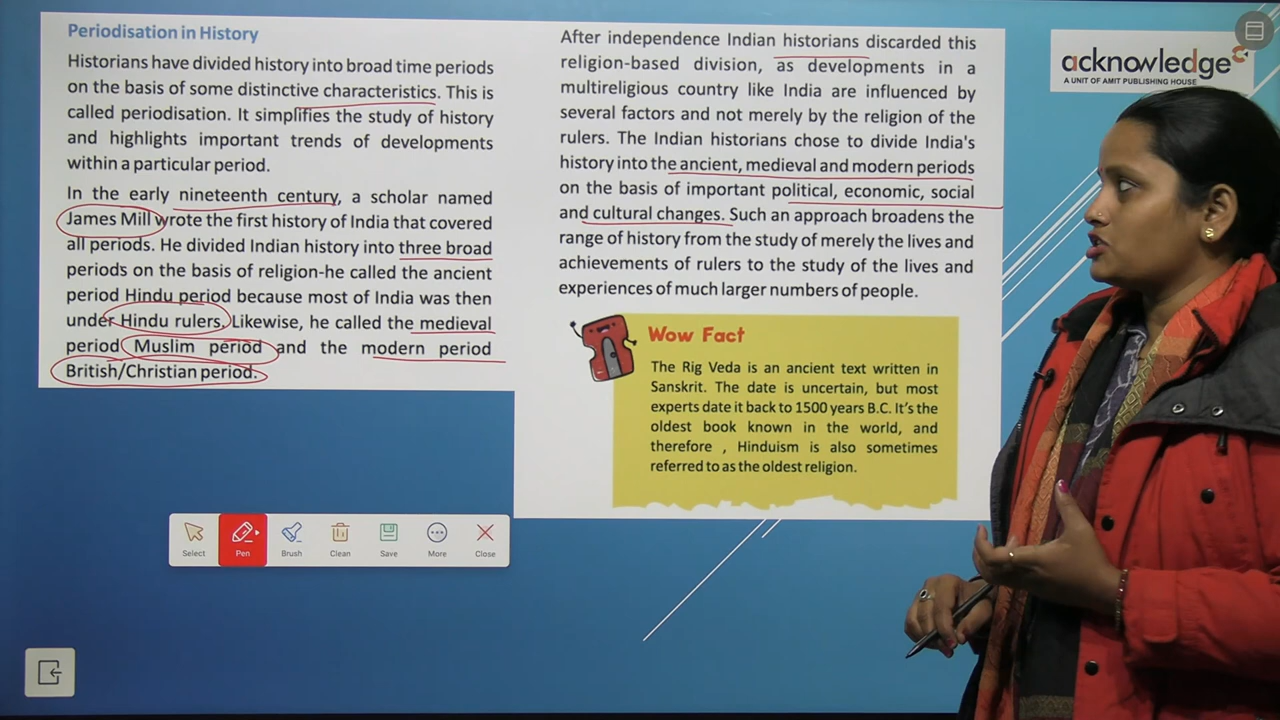 Periodisation in History
Historians have divided history into broad time periods
on the basis of some distinctive characteristics. This is
called periodisation. It simplifies the study of history
and highlights important trends of developments
within a particular period.
In the early nineteenth century, a scholar named
James Mill wrote the first history of India that covered
all periods. He divided Indian history into three broad
periods on the basis of religion-he called the ancient
period Hindu period because most of India was then
under Hindu rulers. Likewise, he called the medieval
period Muslim period and the modern period
British/Christian period.
After independence Indian historians discarded this
religion-based division, as developments in a
multireligious country like India are influenced by
several factors and not merely by the religion of the
rulers. The Indian historians chose to divide India's
history into the ancient, medieval and modern periods
on the basis of important political, economic, social
and cultural changes. Such an approach broadens the
range of history from the study of merely the lives and
achievements of rulers to the study of the lives and
experiences of much larger numbers of people.
Wow Fact
The Rig Veda is an ancient text written in
Sanskrit. The date is uncertain, but most
experts date it back to 1500 years B.C. It's the
oldest book known in the world, and
therefore , Hinduism is also sometimes
referred to as the oldest religion.
acknowledge
A UNIT OF AMIT PUBLISHING HOUSE
Select Pen Brush Clean Save More Close